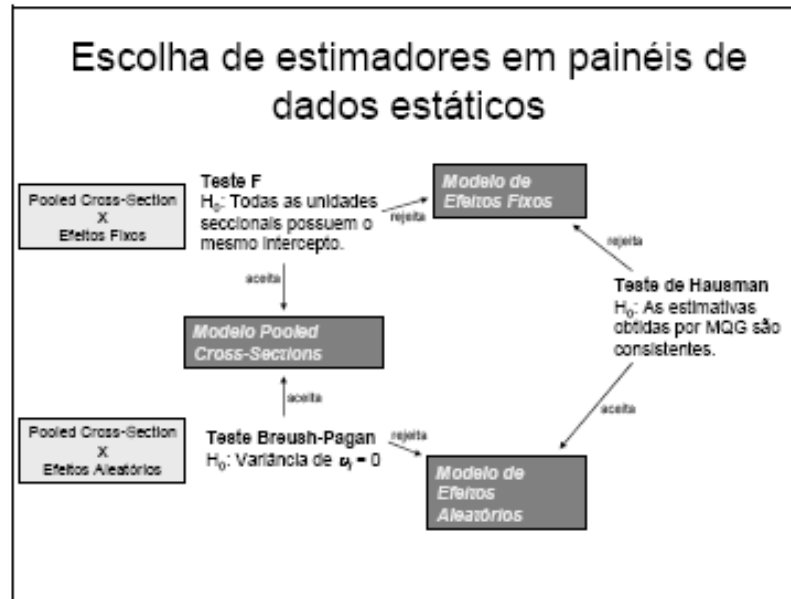 Escolha de estimadores em painéis de
dados estáticos
Pooled Cross-Section
X
Efeitos Fixos
Teste F
H₀: Todas as unidades
seccionais possuem o
mesmo intercepto.
rejeita
Modelo de
Efeitos Fixos
aceita
rejeita
Teste de Hausman
H₀: As estimativas
obtidas por MQG são
consistentes.
Modelo Pooled
Cross-Sections
aceita
aceita
Pooled Cross-Section
X
Efeitos Aleatórios
Teste Breush-Pagan
H₀: Variância de υᵢ = 0
rejeita
Modelo de
Efeitos
Aleatórios